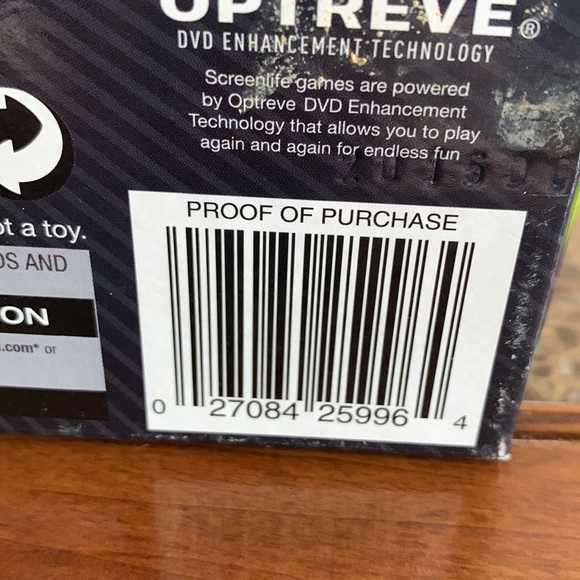 OPTREVE®
DVD ENHANCEMENT TECHNOLOGY
Screenlife games are powered
by Optreve DVD Enhancement
Technology that allows you to play
again and again for endless fun
ot a toy.
DS AND
ON
.com* or
PROOF OF PURCHASE
0 27084 25996 4